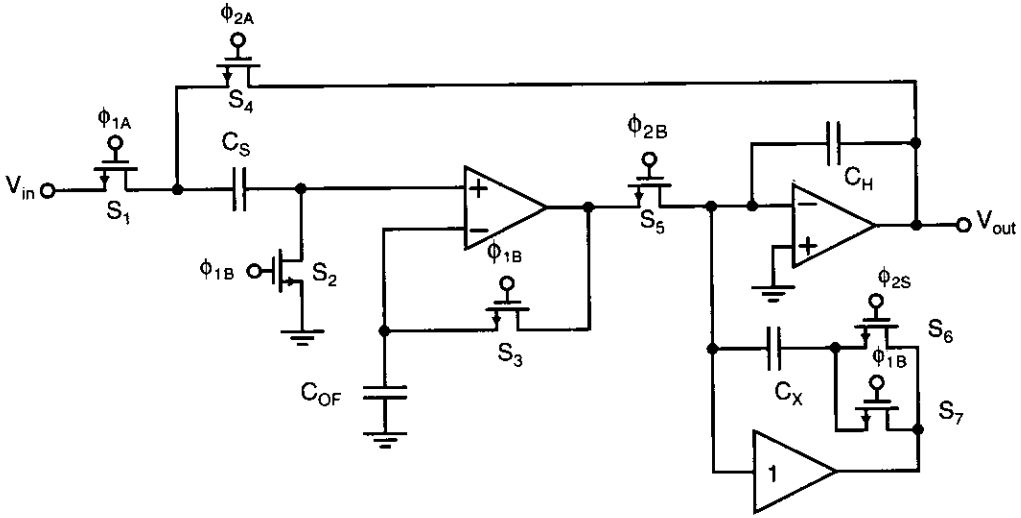 ϕ2A
S4
ϕ1A
CS
Vin
S1
ϕ1B
S2
+
−
ϕ1B
S3
COF
ϕ2B
S5
CH
−
+
Vout
ϕ2S
S6
ϕ1B
CX
S7
1